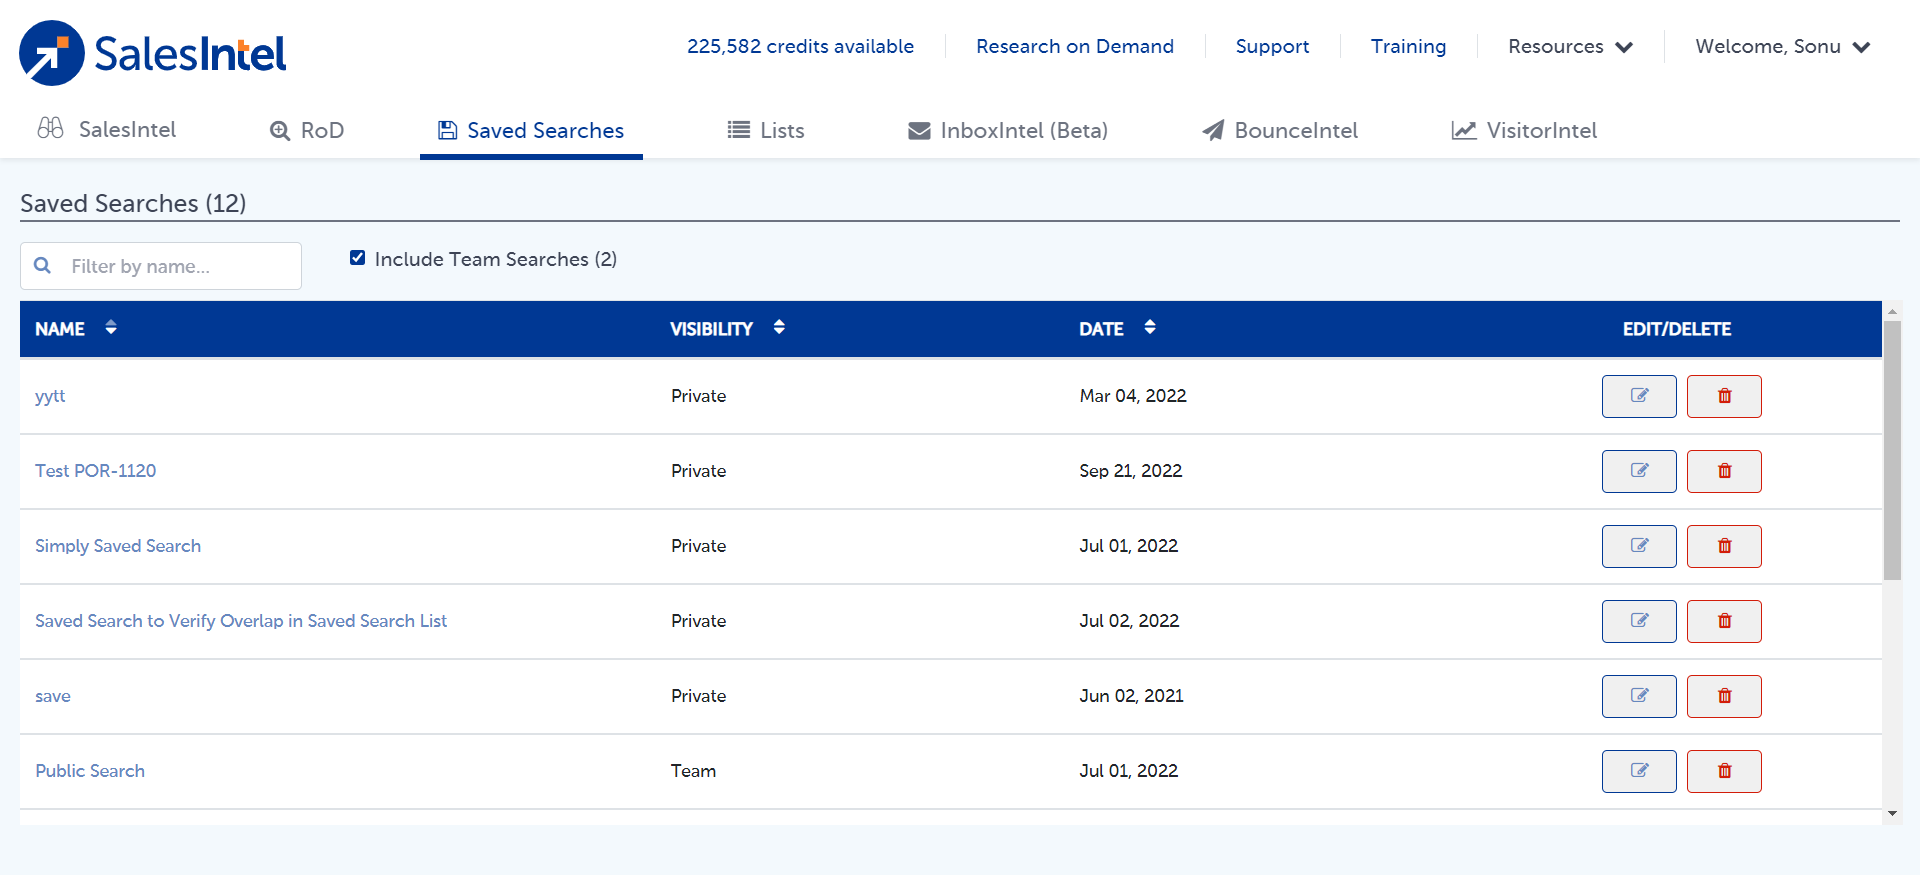 SalesIntel
225,582 credits available
Research on Demand
Support
Training
Resources
Welcome, Sonu
SalesIntel
RoD
Saved Searches
Lists
InboxIntel (Beta)
BounceIntel
VisitorIntel
Saved Searches (12)
Filter by name...
Include Team Searches (2)
NAME VISIBILITY DATE EDIT/DELETE
yytt Private Mar 04, 2022
Test POR-1120 Private Sep 21, 2022
Simply Saved Search Private Jul 01, 2022
Saved Search to Verify Overlap in Saved Search List Private Jul 02, 2022
save Private Jun 02, 2021
Public Search Team Jul 01, 2022